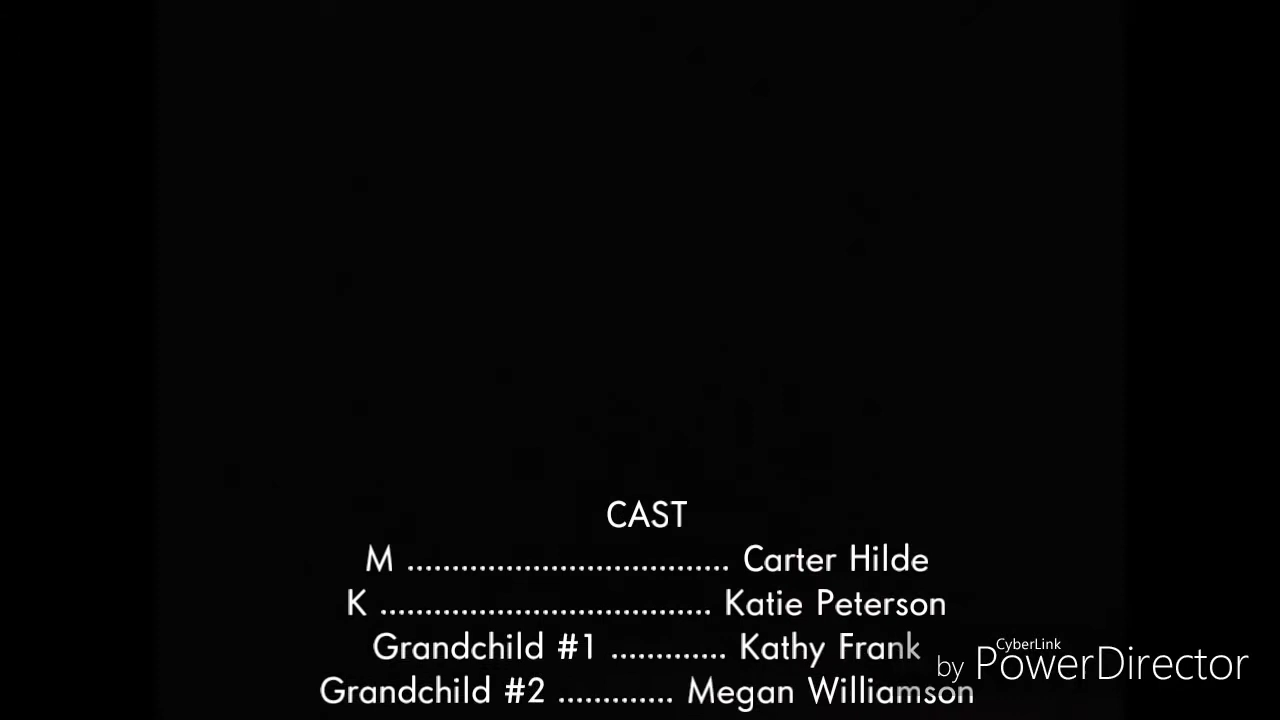 CAST
M .................................... Carter Hilde
K ..................................... Katie Peterson
Grandchild #1 ............. Kathy Frank
Grandchild #2 ............. Megan Williamson
CyberLink
by PowerDirector